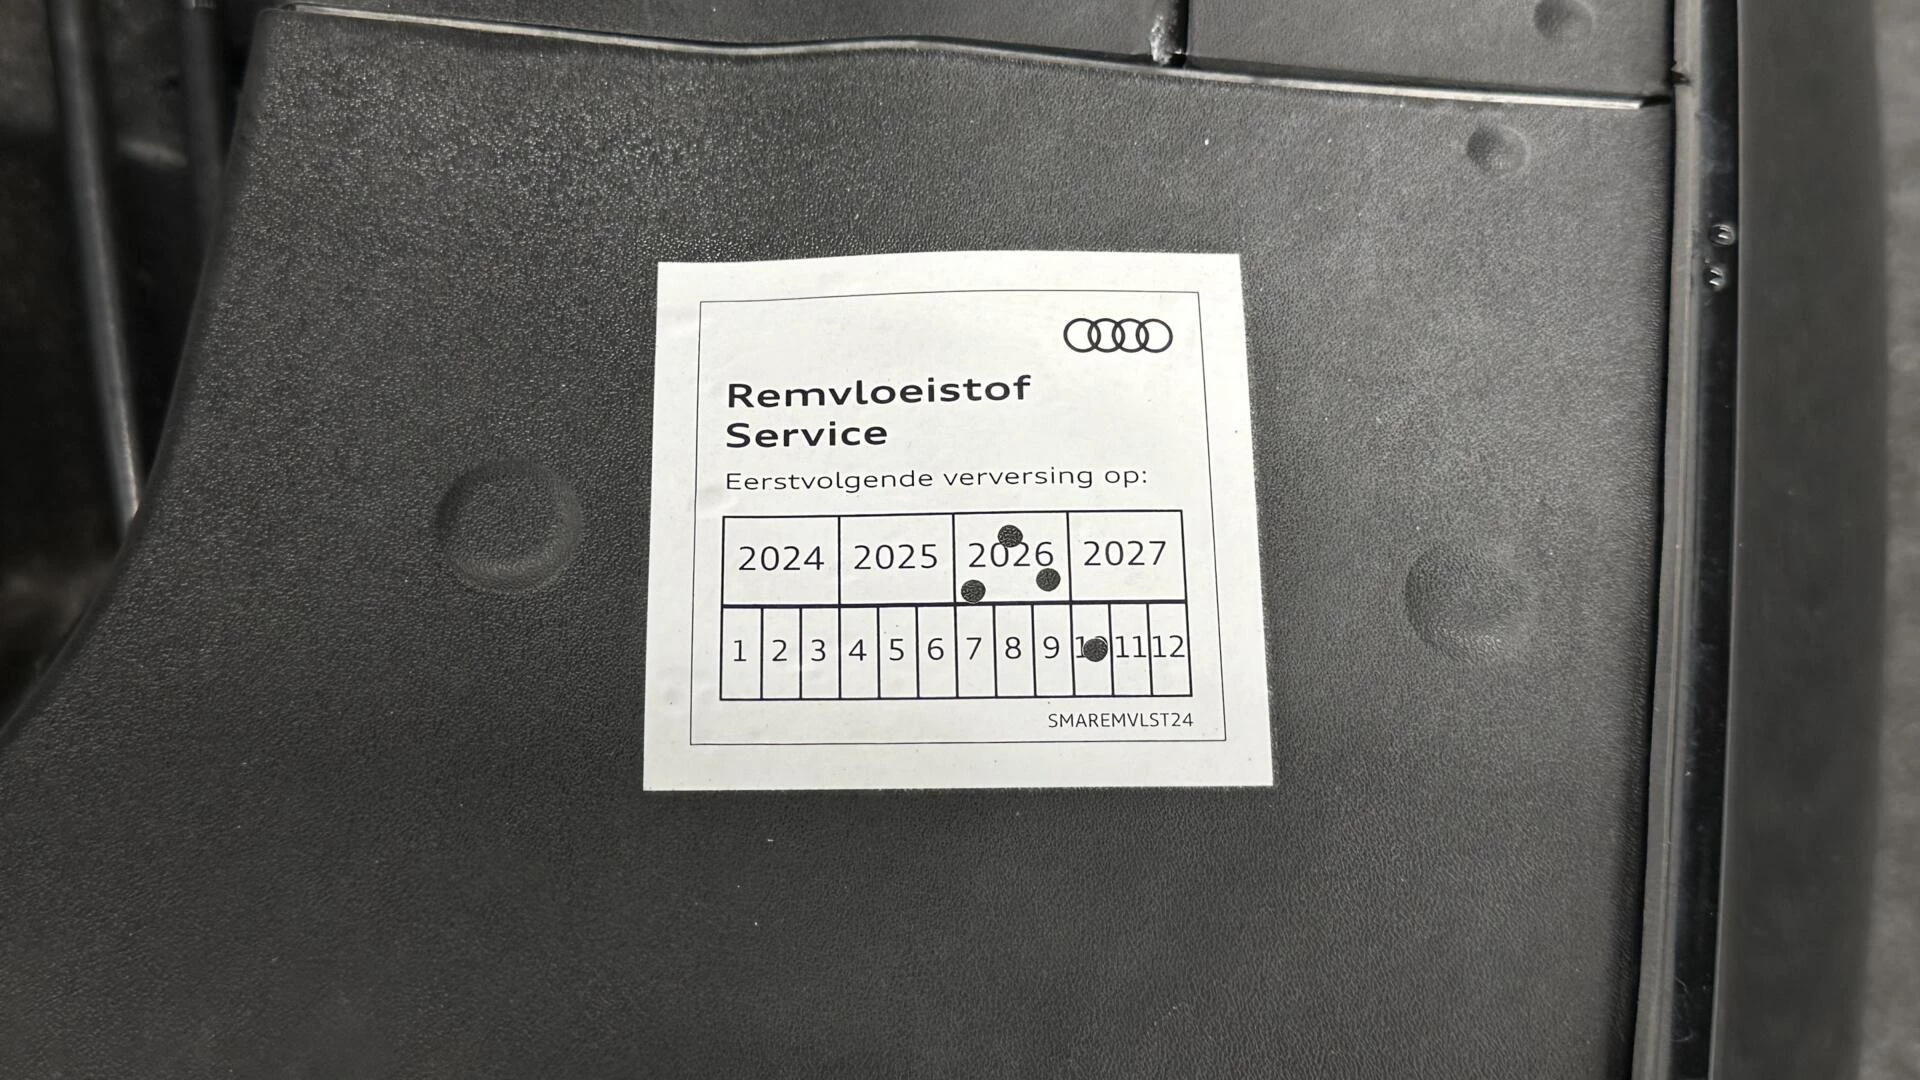 Remvloeistof
Service
Eerstvolgende verversing op:
2024 2025 2026 2027
1 2 3 4 5 6 7 8 9 10 11 12
SMAREMVLST24